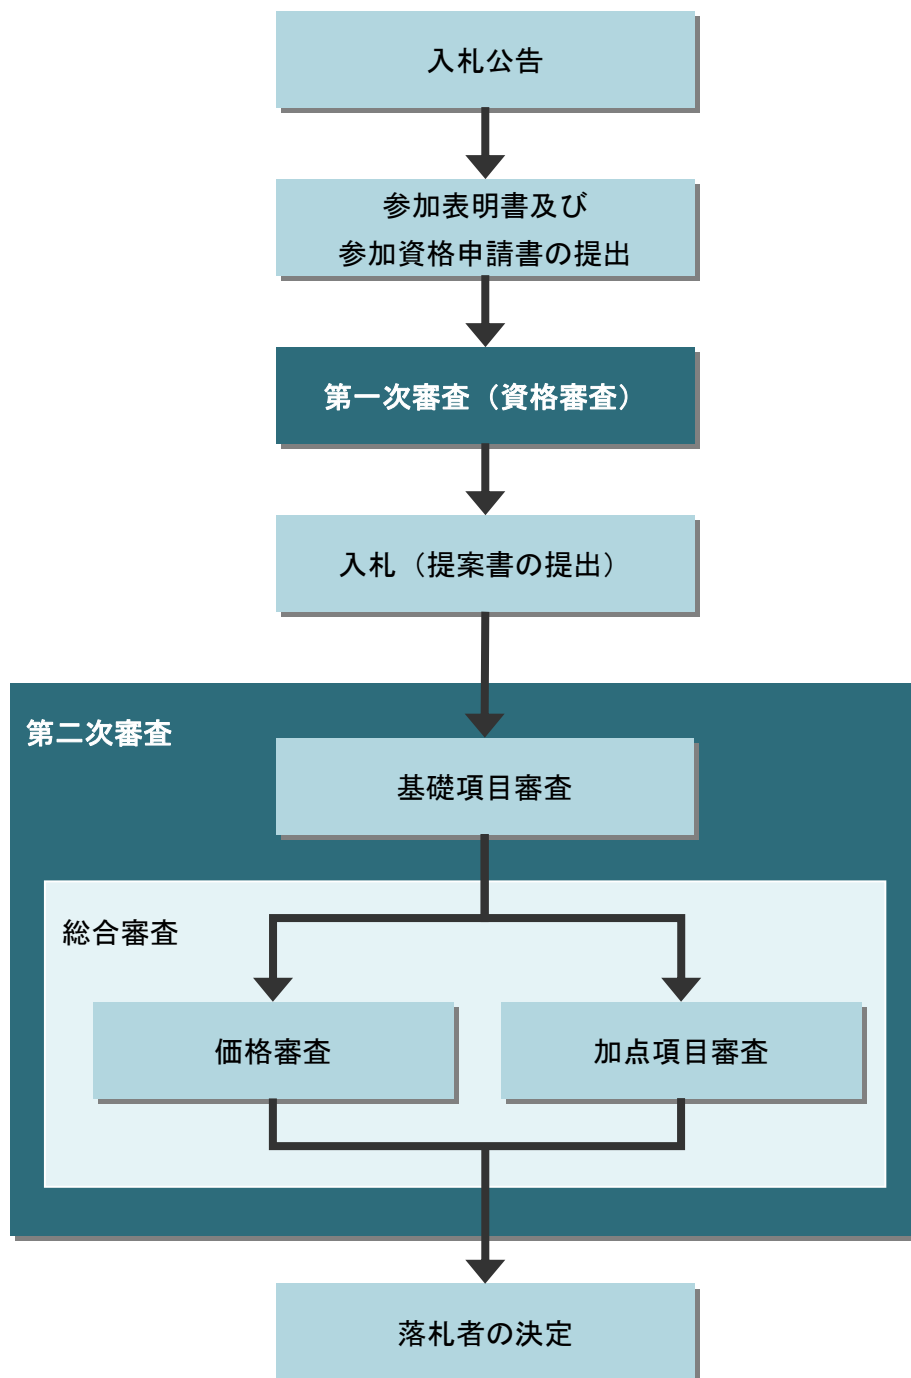 入札公告
参加表明書及び
参加資格申請書の提出
第一次審査（資格審査）
入札（提案書の提出）
第二次審査
基礎項目審査
総合審査
価格審査
加点項目審査
落札者の決定